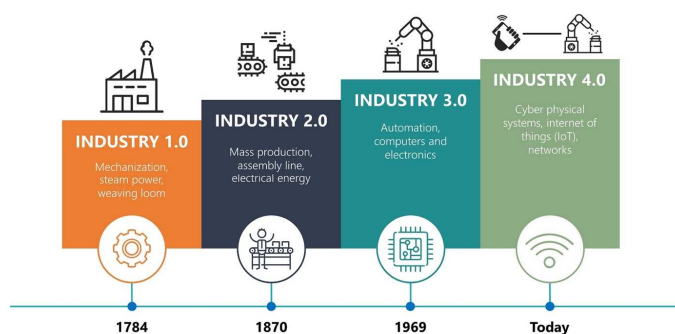 INDUSTRY 1.0
Mechanization,
steam power,
weaving loom
INDUSTRY 2.0
Mass production,
assembly line,
electrical energy
INDUSTRY 3.0
Automation,
computers and
electronics
INDUSTRY 4.0
Cyber physical
systems, internet of
things (IoT),
networks
1784
1870
1969
Today